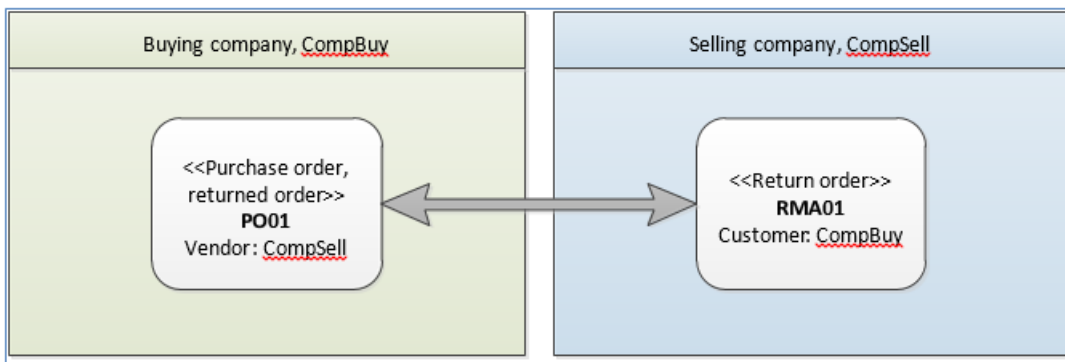 Buying company, CompBuy
Selling company, CompSell
<<Purchase order,
returned order>>
PO01
Vendor: CompSell
<<Return order>>
RMA01
Customer: CompBuy